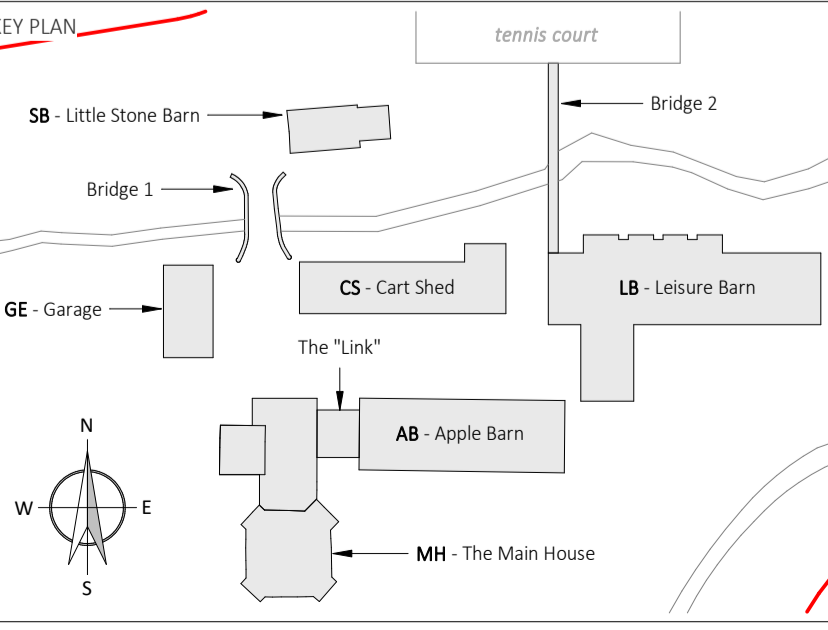 KEY PLAN
tennis court
SB - Little Stone Barn
Bridge 2
Bridge 1
CS - Cart Shed
LB - Leisure Barn
GE - Garage
The "Link"
AB - Apple Barn
N
W
E
S
MH - The Main House